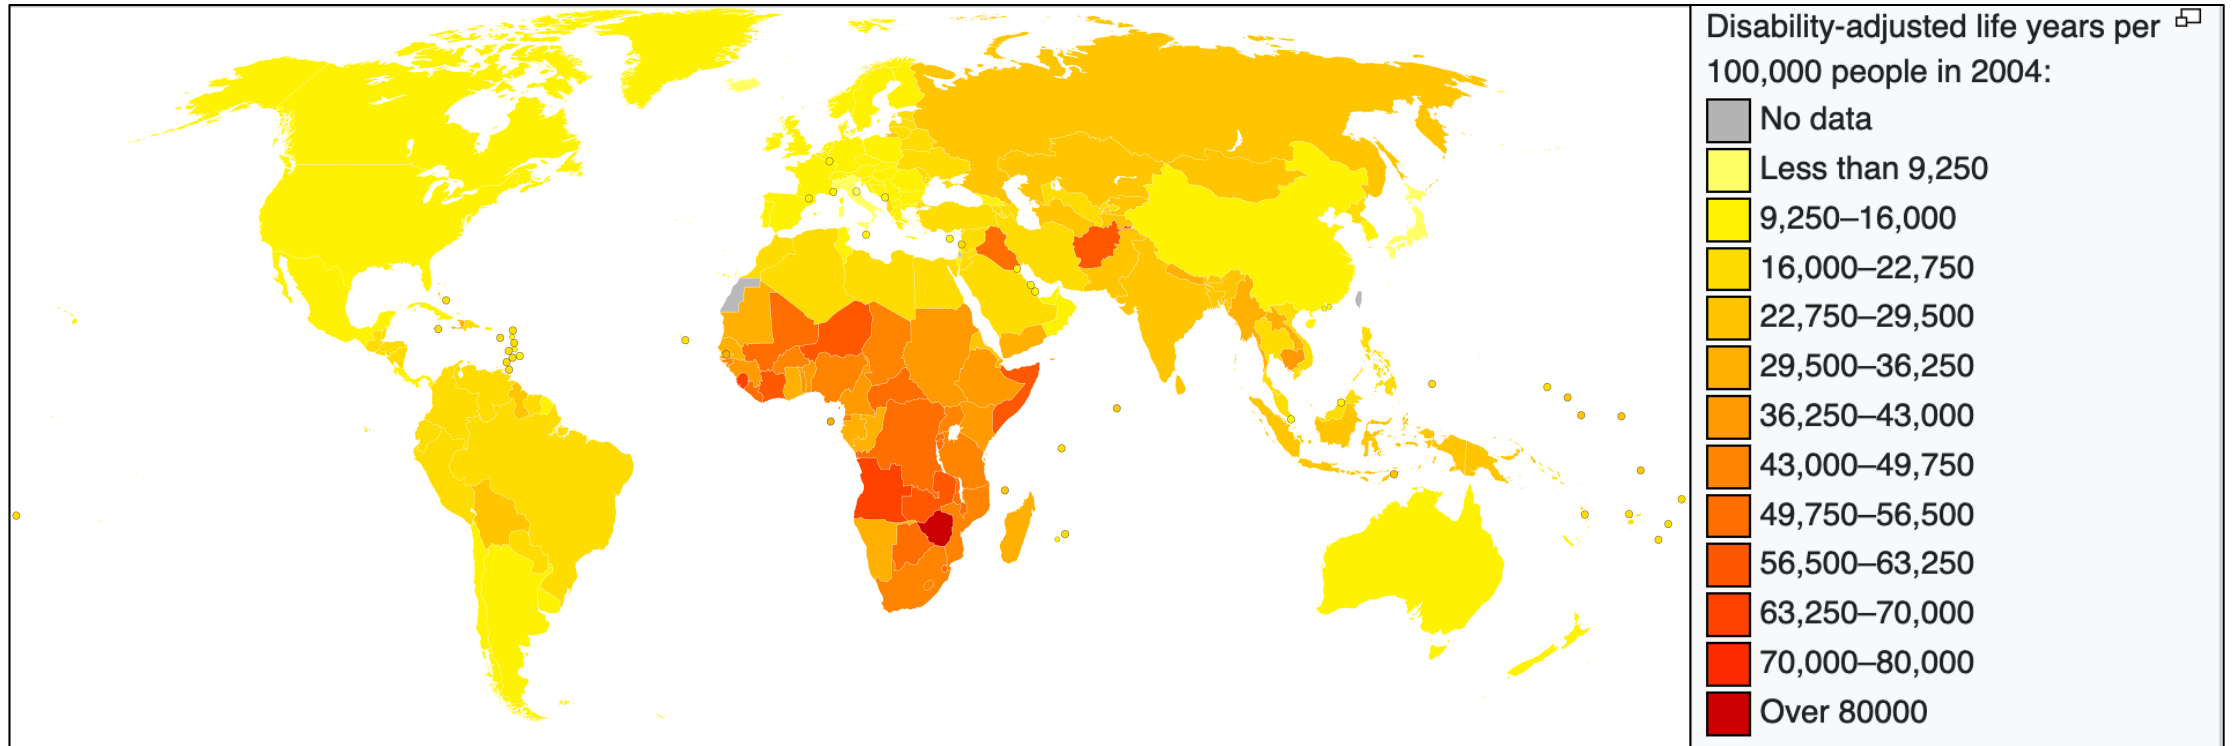 Disability-adjusted life years per
100,000 people in 2004:
No data
Less than 9,250
9,250–16,000
16,000–22,750
22,750–29,500
29,500–36,250
36,250–43,000
43,000–49,750
49,750–56,500
56,500–63,250
63,250–70,000
70,000–80,000
Over 80000